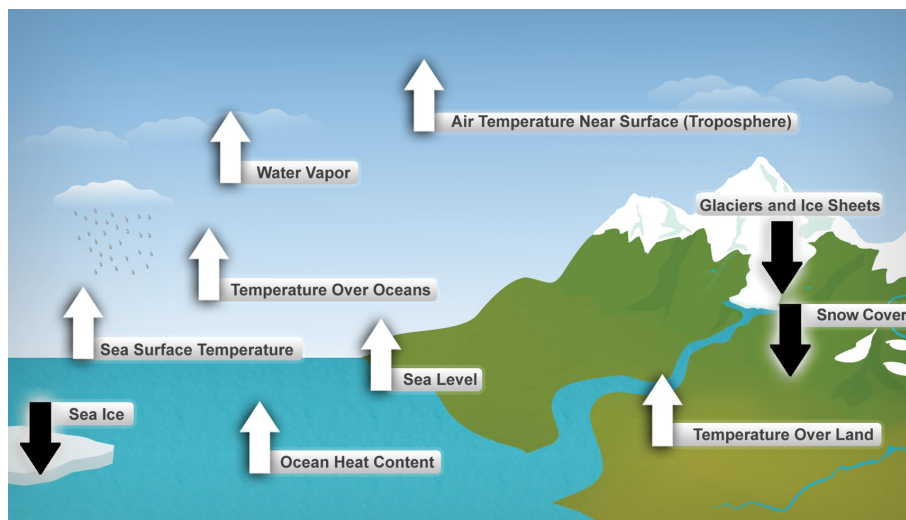 Air Temperature Near Surface (Troposphere)
Water Vapor
Glaciers and Ice Sheets
Temperature Over Oceans
Snow Cover
Sea Surface Temperature
Sea Level
Sea Ice
Temperature Over Land
Ocean Heat Content